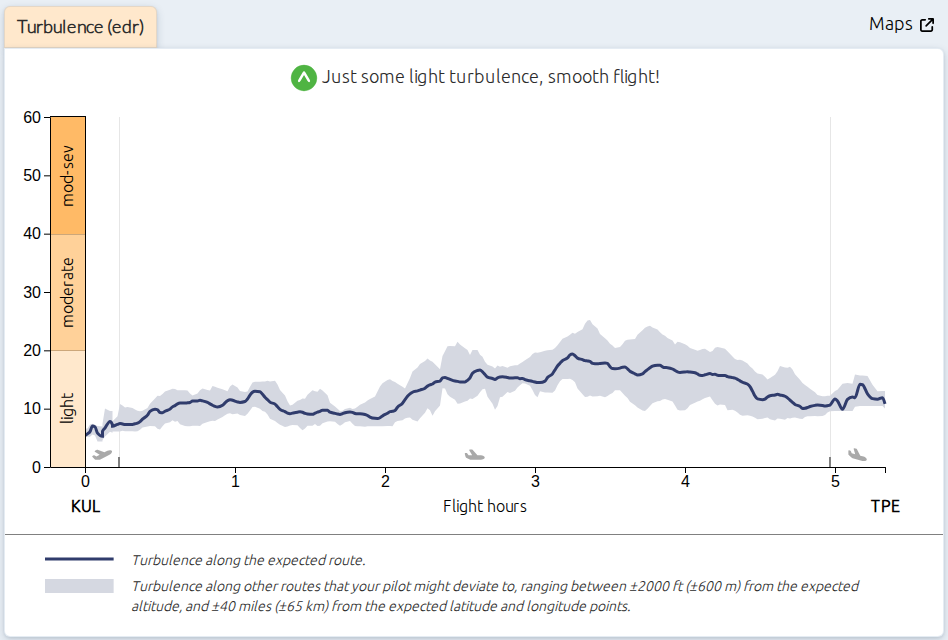 Turbulence (edr)
Maps
Just some light turbulence, smooth flight!
60
50
40
30
20
10
0
mod-sev
moderate
light
0 1 2 3 4 5
KUL Flight hours TPE
Turbulence along the expected route.
Turbulence along other routes that your pilot might deviate to, ranging between ±2000 ft (±600 m) from the expected
altitude, and ±40 miles (±65 km) from the expected latitude and longitude points.